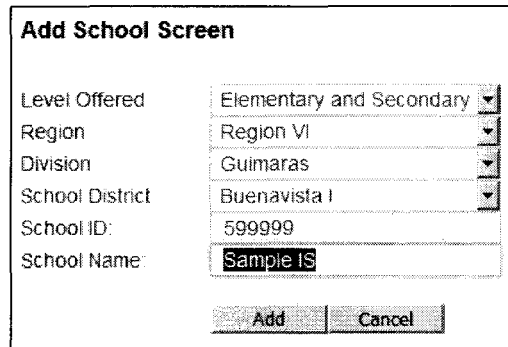 Add School Screen
Level Offered Elementary and Secondary
Region Region VI
Division Guimaras
School District Buenavista I
School ID: 599999
School Name: Sample IS
Add Cancel